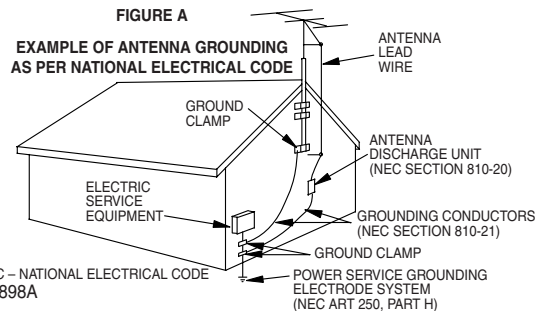 FIGURE A
EXAMPLE OF ANTENNA GROUNDING
AS PER NATIONAL ELECTRICAL CODE
ANTENNA
LEAD
WIRE
GROUND
CLAMP
ANTENNA
DISCHARGE UNIT
(NEC SECTION 810-20)
ELECTRIC
SERVICE
EQUIPMENT
GROUNDING CONDUCTORS
(NEC SECTION 810-21)
GROUND CLAMP
C – NATIONAL ELECTRICAL CODE
898A
POWER SERVICE GROUNDING
ELECTRODE SYSTEM
(NEC ART 250, PART H)